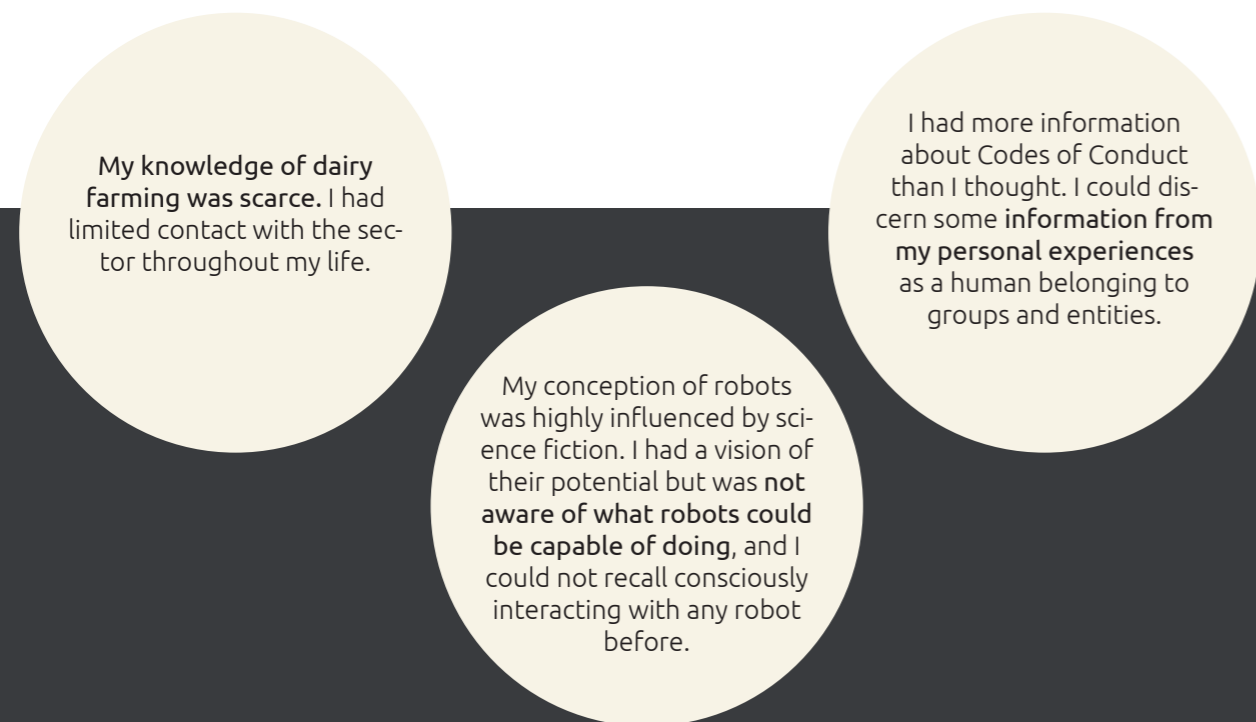 My knowledge of dairy
farming was scarce. I had
limited contact with the sec-
tor throughout my life.
My conception of robots
was highly influenced by sci-
ence fiction. I had a vision of
their potential but was not
aware of what robots could
be capable of doing, and I
could not recall consciously
interacting with any robot
before.
I had more information
about Codes of Conduct
than I thought. I could dis-
cern some information from
my personal experiences
as a human belonging to
groups and entities.